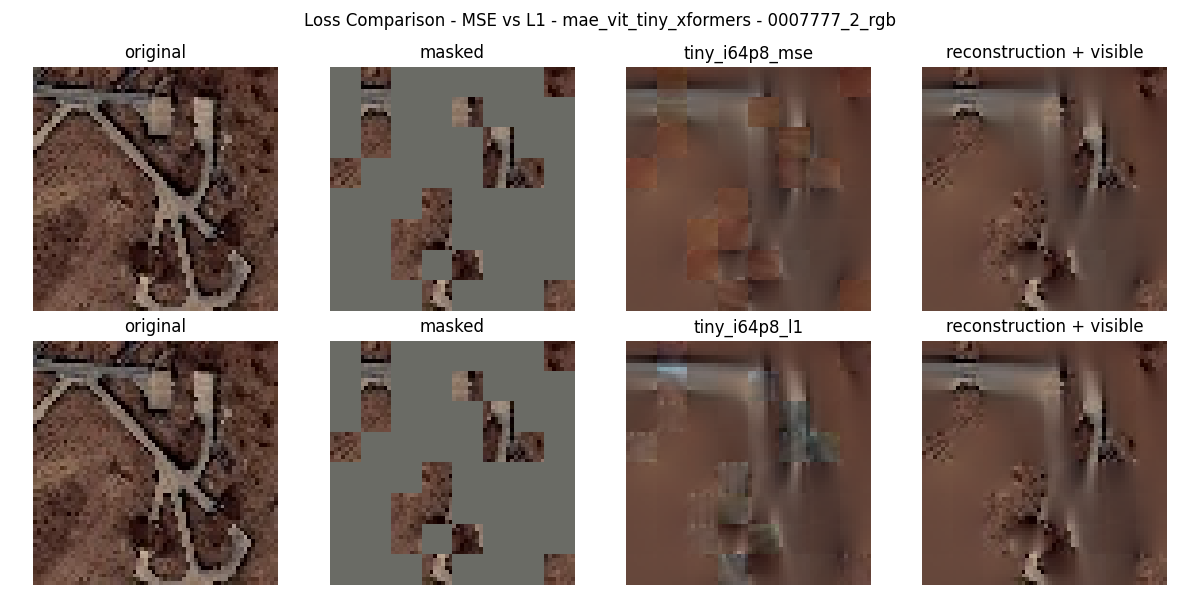 Loss Comparison - MSE vs L1 - mae_vit_tiny_xformers - 0007777_2_rgb
original masked tiny_i64p8_mse reconstruction + visible
original masked tiny_i64p8_l1 reconstruction + visible